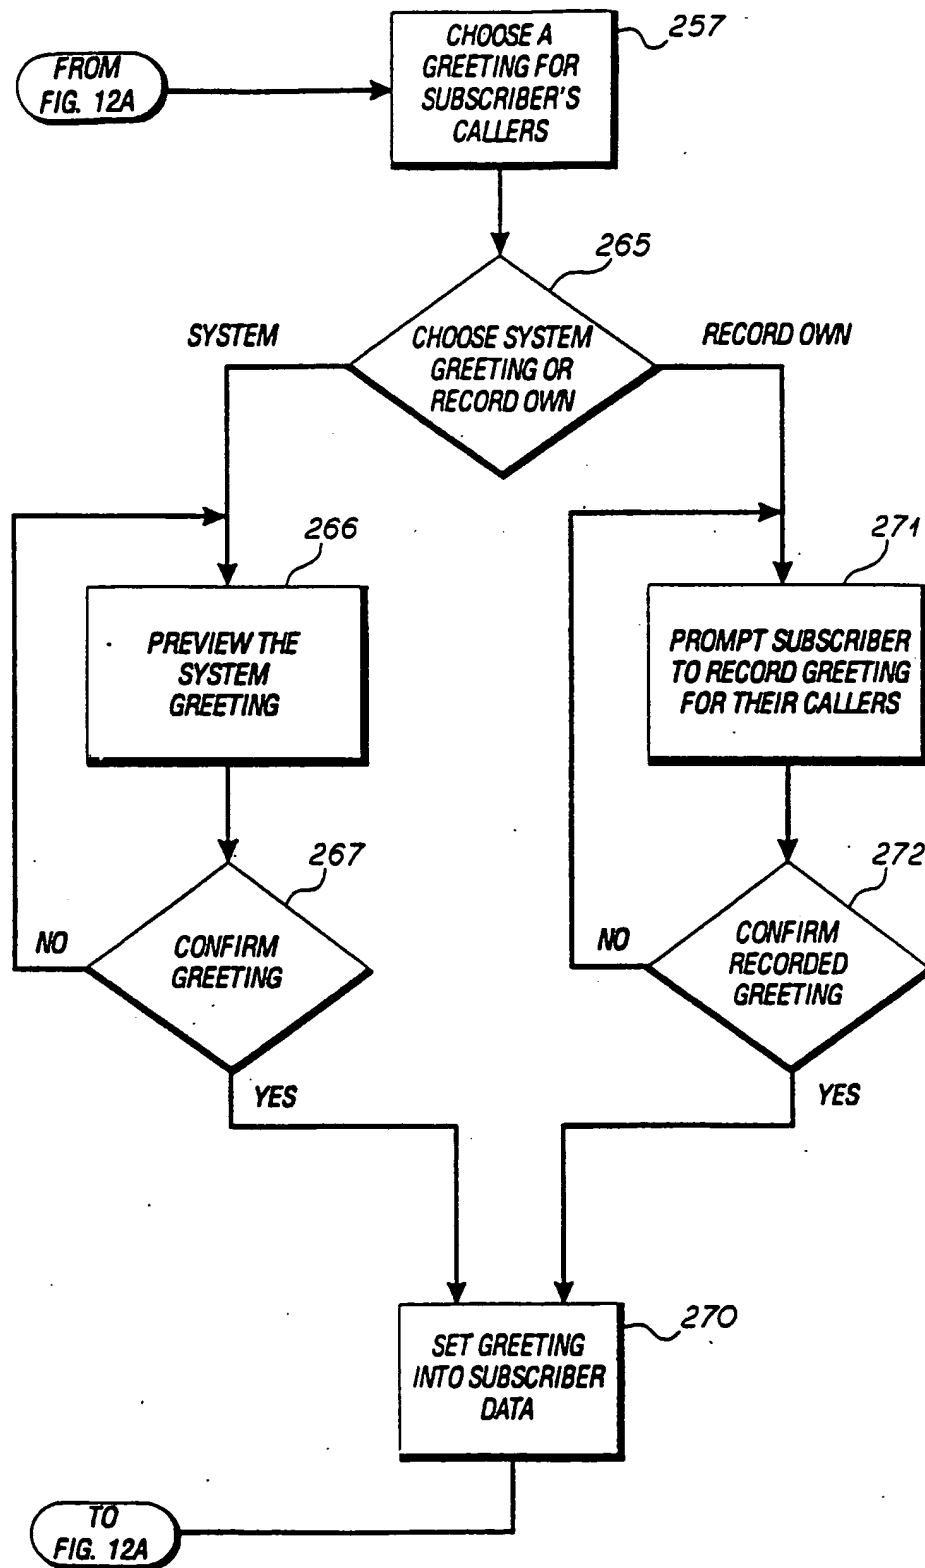 FROM
FIG. 12A
CHOOSE A
GREETING FOR
SUBSCRIBER'S
CALLERS
257
265
SYSTEM
CHOOSE SYSTEM
GREETING OR
RECORD OWN
RECORD OWN
266
PREVIEW THE
SYSTEM
GREETING
271
PROMPT SUBSCRIBER
TO RECORD GREETING
FOR THEIR CALLERS
267
NO
CONFIRM
GREETING
YES
272
NO
CONFIRM
RECORDED
GREETING
YES
270
SET GREETING
INTO SUBSCRIBER
DATA
TO
FIG. 12A